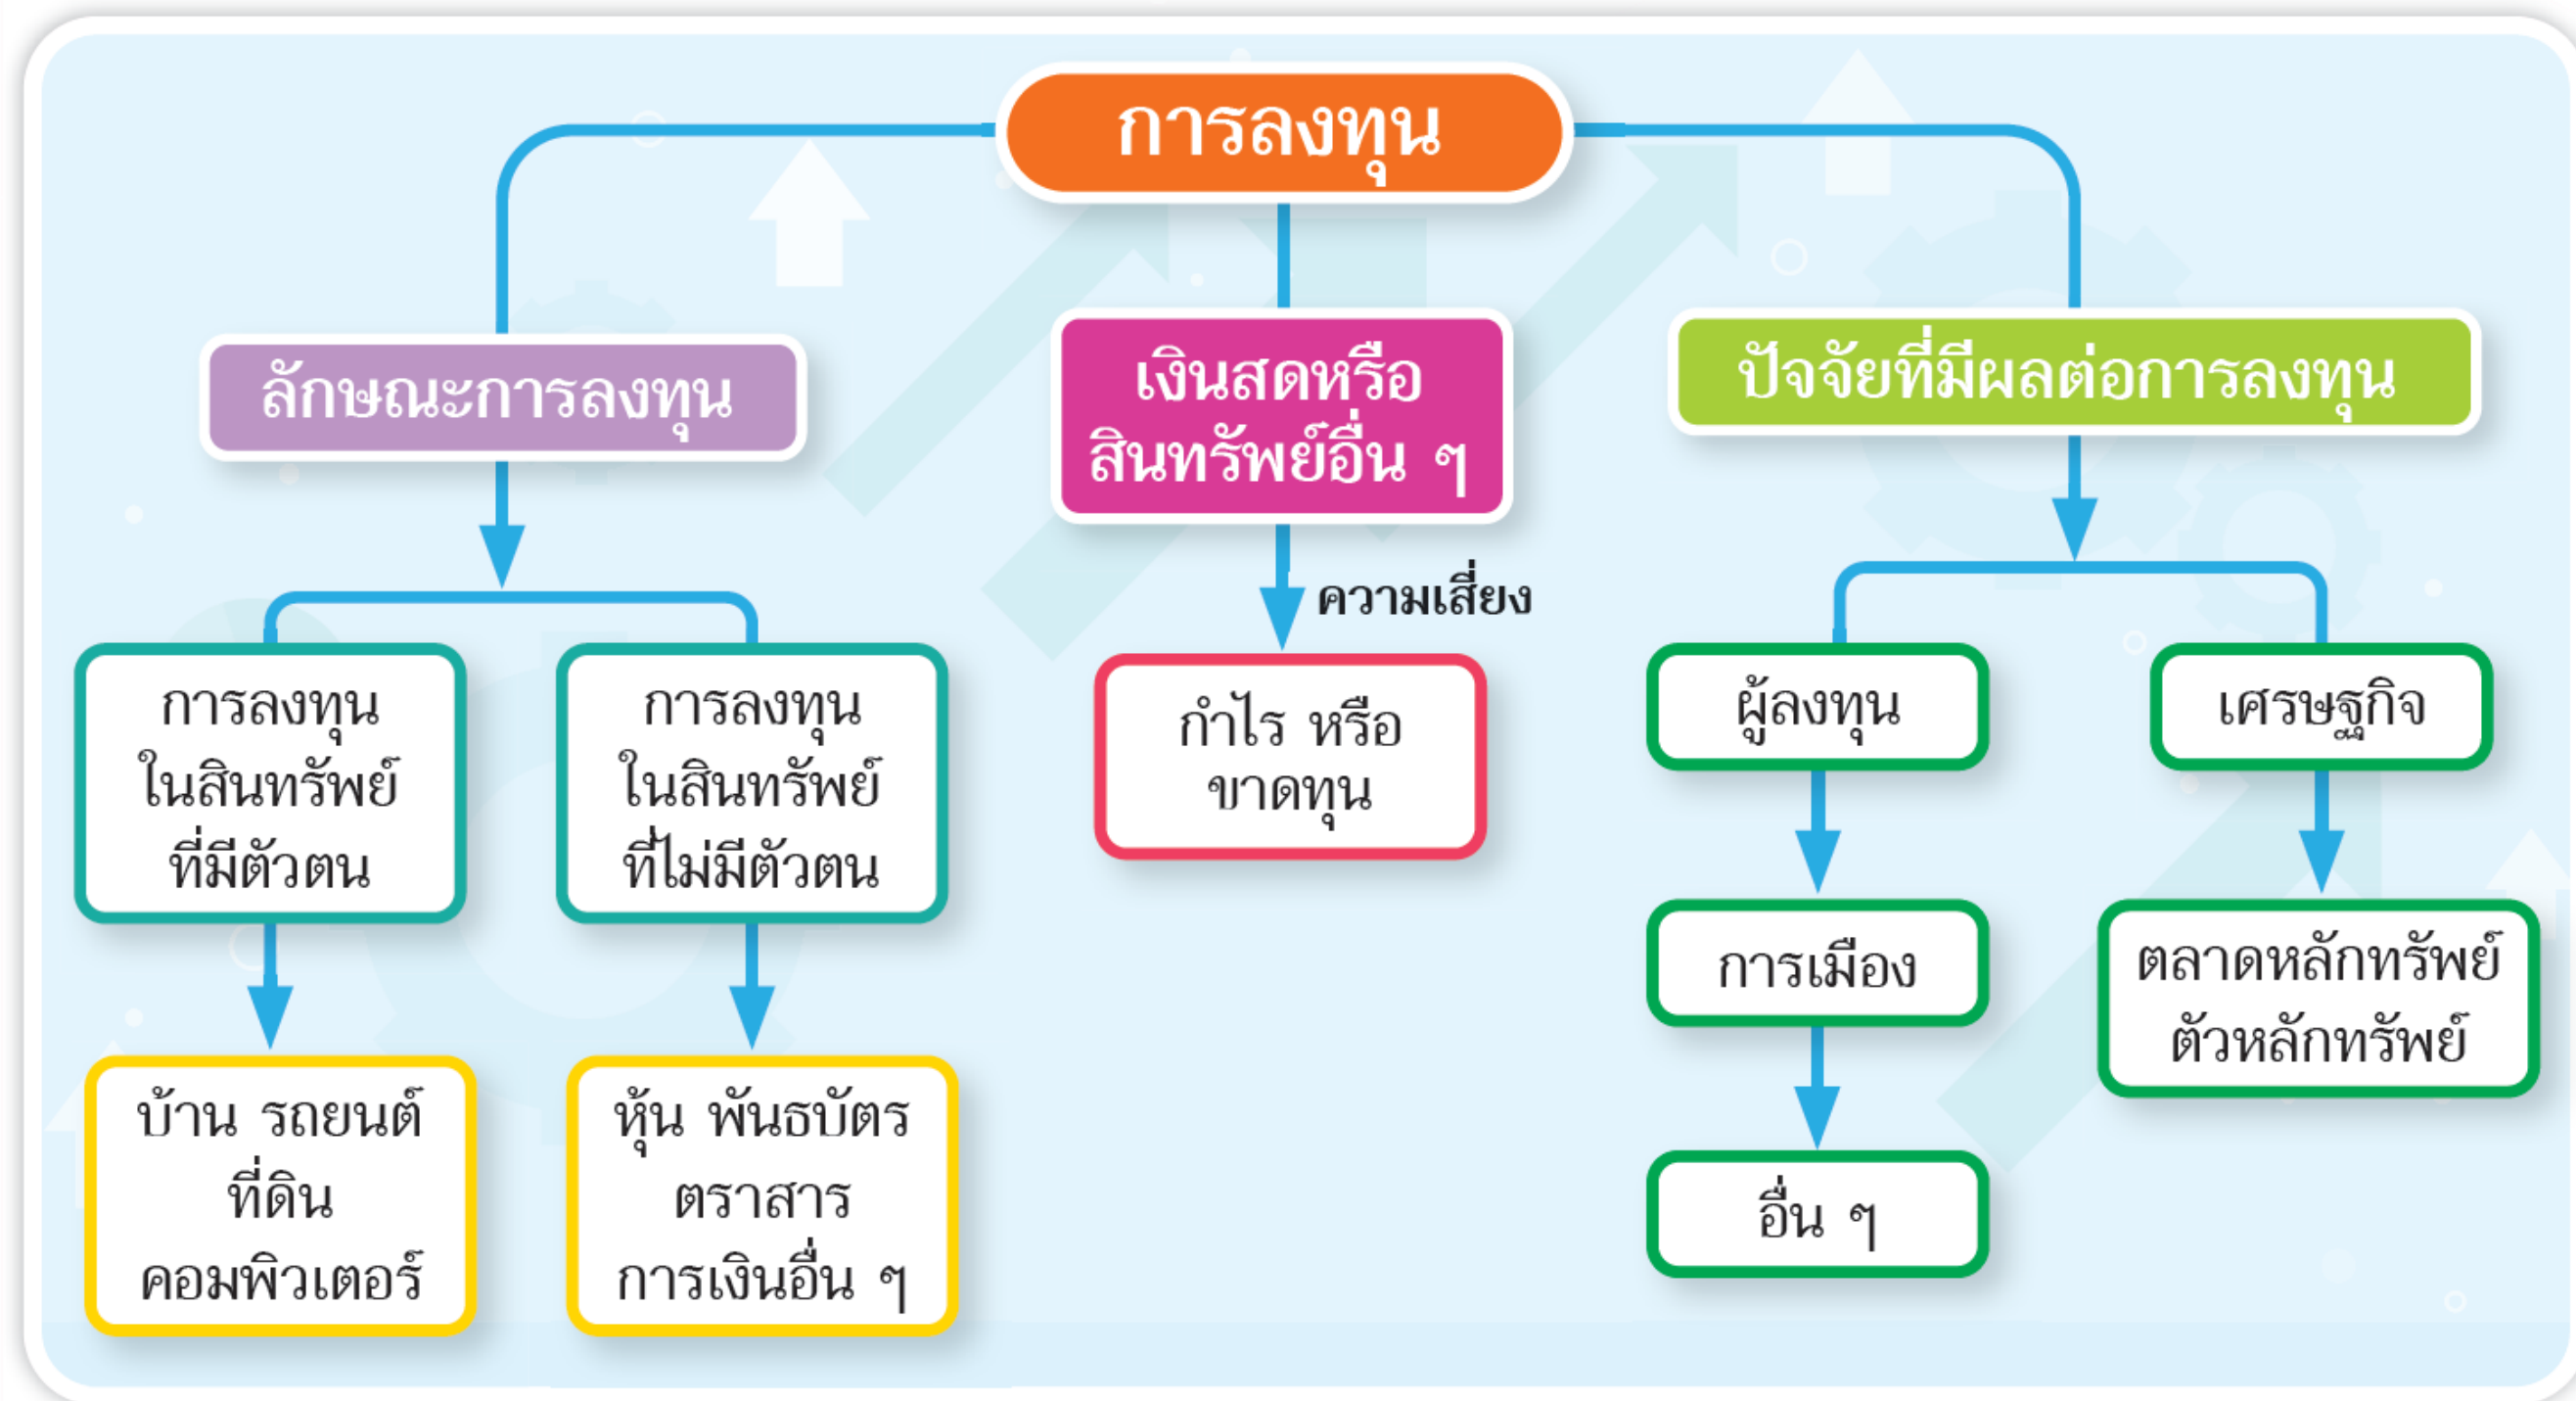 การลงทุน
ลักษณะการลงทุน
การลงทุน
ในสินทรัพย์
ที่มีตัวตน
บ้าน รถยนต์
ที่ดิน
คอมพิวเตอร์
การลงทุน
ในสินทรัพย์
ที่ไม่มีตัวตน
หุ้น พันธบัตร
ตราสาร
การเงินอื่น ๆ
เงินสดหรือ
สินทรัพย์อื่น ๆ
ความเสี่ยง
กำไร หรือ
ขาดทุน
ปัจจัยที่มีผลต่อการลงทุน
ผู้ลงทุน
การเมือง
อื่น ๆ
เศรษฐกิจ
ตลาดหลักทรัพย์
ตัวหลักทรัพย์